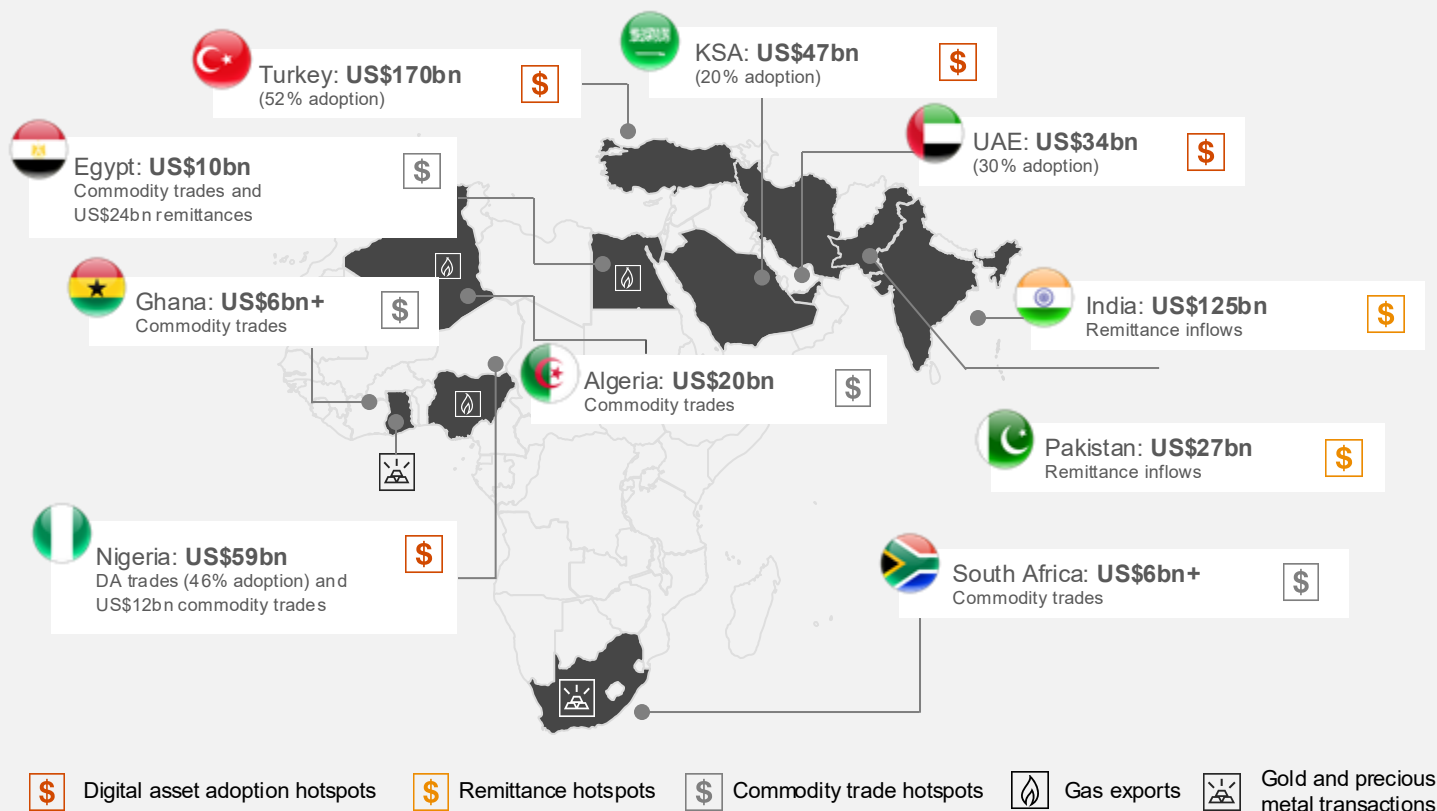 Turkey: US$170bn
(52% adoption)
$
KSA: US$47bn
(20% adoption)
$
UAE: US$34bn
(30% adoption)
$
Egypt: US$10bn
Commodity trades and
US$24bn remittances
$
Ghana: US$6bn+
Commodity trades
$
India: US$125bn
Remittance inflows
$
Algeria: US$20bn
Commodity trades
$
Pakistan: US$27bn
Remittance inflows
$
Nigeria: US$59bn
DA trades (46% adoption) and
US$12bn commodity trades
$
South Africa: US$6bn+
Commodity trades
$
$ Digital asset adoption hotspots
$ Remittance hotspots
$ Commodity trade hotspots
Gas exports
Gold and precious
metal transactions